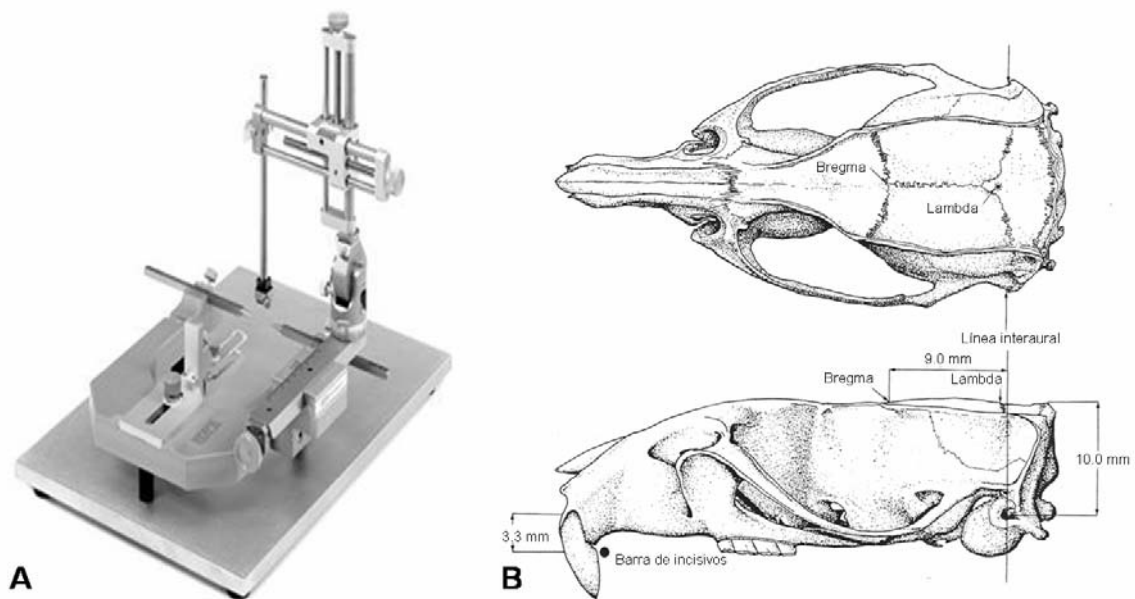 Bregma
Lambda
Línea interaural
9.0 mm
Bregma
Lambda
10.0 mm
3.3 mm
Barra de incisivos
A
B